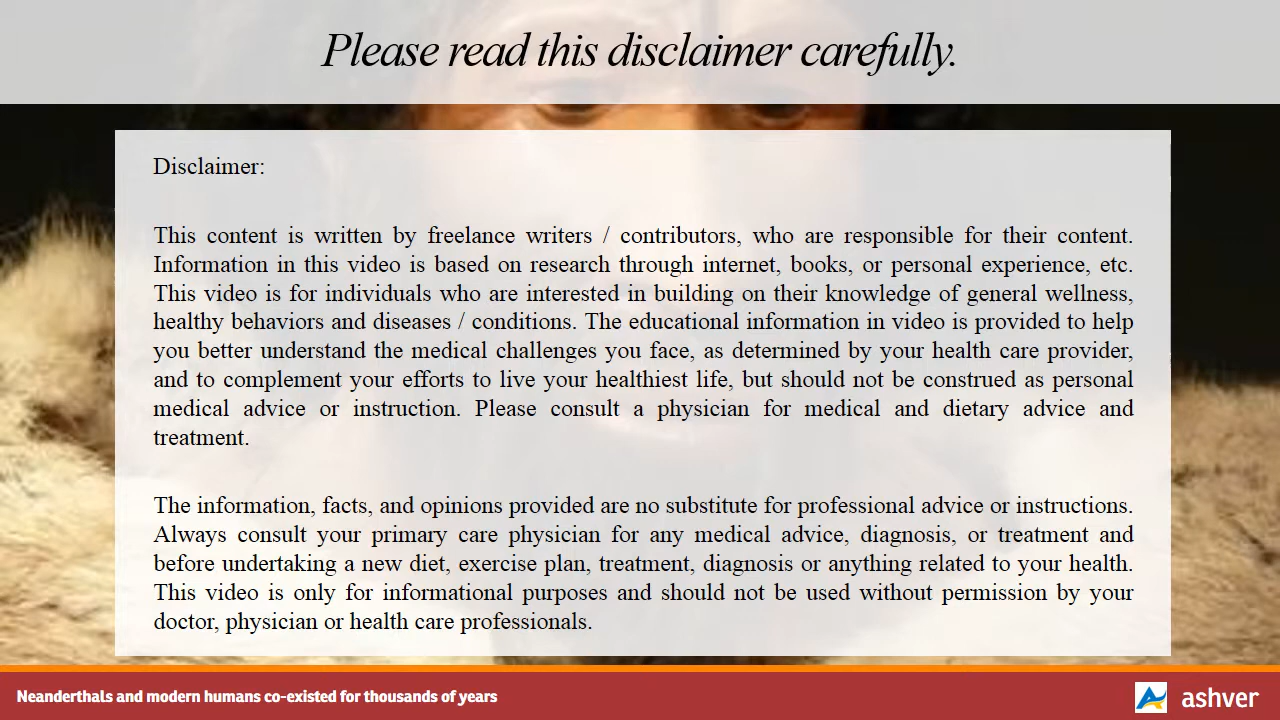 Please read this disclaimer carefully.
Disclaimer:
This content is written by freelance writers / contributors, who are responsible for their content.
Information in this video is based on research through internet, books, or personal experience, etc.
This video is for individuals who are interested in building on their knowledge of general wellness,
healthy behaviors and diseases / conditions. The educational information in video is provided to help
you better understand the medical challenges you face, as determined by your health care provider,
and to complement your efforts to live your healthiest life, but should not be construed as personal
medical advice or instruction. Please consult a physician for medical and dietary advice and
treatment.
The information, facts, and opinions provided are no substitute for professional advice or instructions.
Always consult your primary care physician for any medical advice, diagnosis, or treatment and
before undertaking a new diet, exercise plan, treatment, diagnosis or anything related to your health.
This video is only for informational purposes and should not be used without permission by your
doctor, physician or health care professionals.
Neanderthals and modern humans co-existed for thousands of years
ashver